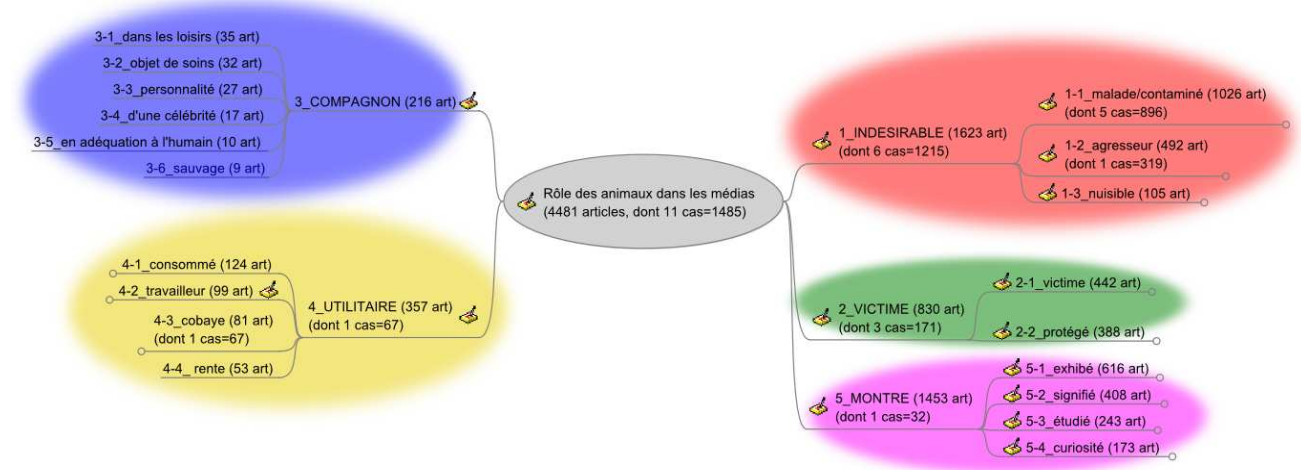 3-1_dans les loisirs (35 art)
3-2_objet de soins (32 art)
3-3_personnalité (27 art)
3-4_d'une célébrité (17 art)
3-5_en adéquation à l'humain (10 art)
3-6_sauvage (9 art)
3_COMPAGNON (216 art)
4-1_consommé (124 art)
4-2_travailleur (99 art)
4-3_cobaye (81 art)
(dont 1 cas=67)
4-4_ rente (53 art)
4_UTILITAIRE (357 art)
(dont 1 cas=67)
Rôle des animaux dans les médias
(4481 articles, dont 11 cas=1485)
1_INDESIRABLE (1623 art)
(dont 6 cas=1215)
1-1_malade/contaminé (1026 art)
(dont 5 cas=896)
1-2_agresseur (492 art)
(dont 1 cas=319)
1-3_nuisible (105 art)
2_VICTIME (830 art)
(dont 3 cas=171)
2-1_victime (442 art)
2-2_protégé (388 art)
5_MONTRE (1453 art)
(dont 1 cas=32)
5-1_exhibé (616 art)
5-2_signifié (408 art)
5-3_étudié (243 art)
5-4_curiosité (173 art)